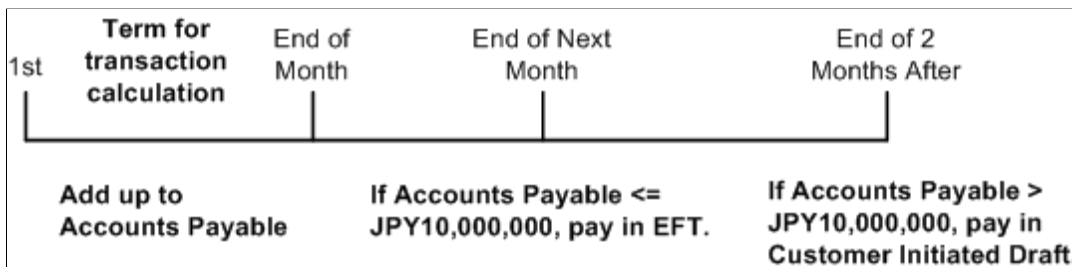 1st
Term for
transaction
calculation
End of
Month
End of Next
Month
End of 2
Months After
Add up to
Accounts Payable
If Accounts Payable <=
JPY10,000,000, pay in EFT.
If Accounts Payable >
JPY10,000,000, pay in
Customer Initiated Draft.